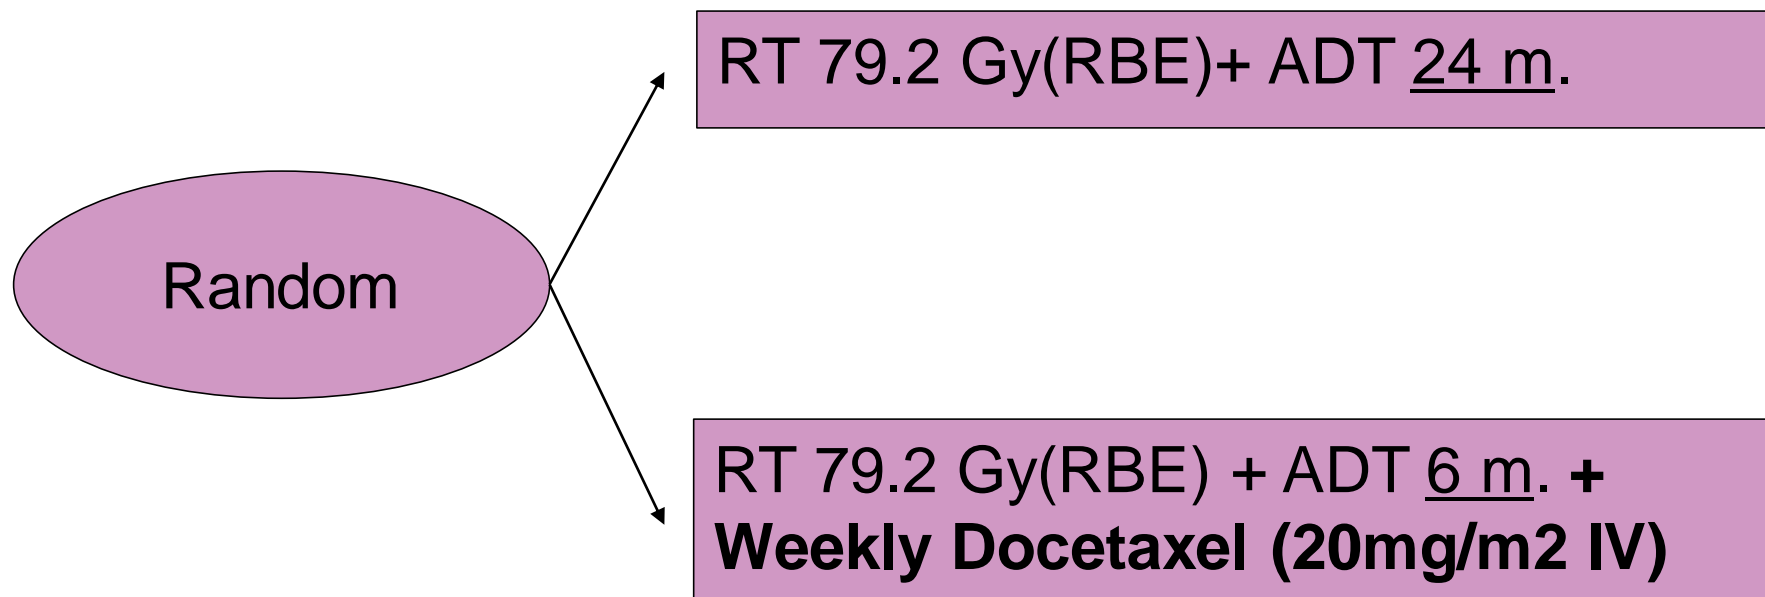 RT 79.2 Gy(RBE)+ ADT 24 m.
Random
RT 79.2 Gy(RBE) + ADT 6 m. +
Weekly Docetaxel (20mg/m2 IV)